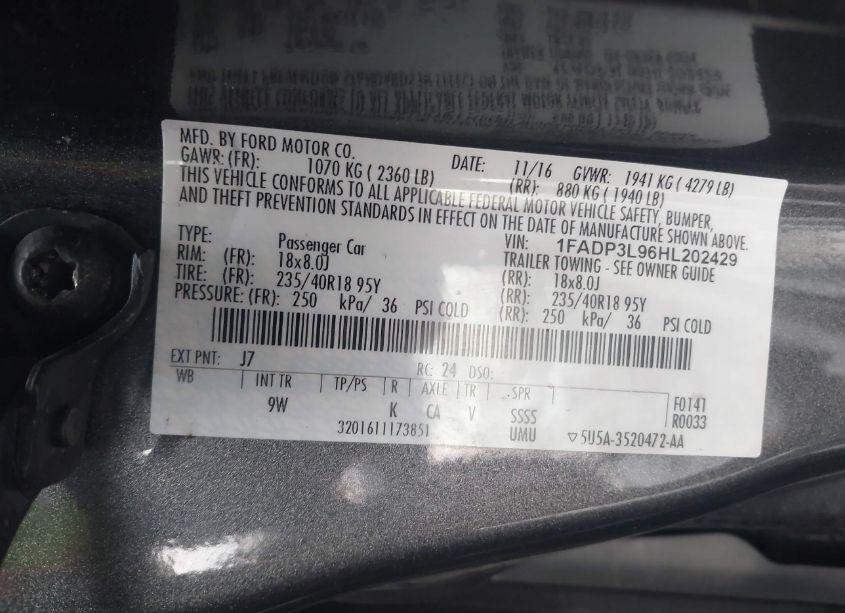 MFD. BY FORD MOTOR CO. DATE: 11/16 GVWR: 1941 KG ( 4279 LB)
GAWR: (FR): 1070 KG ( 2360 LB) (RR): 880 KG ( 1940 LB)
THIS VEHICLE CONFORMS TO ALL APPLICABLE FEDERAL MOTOR VEHICLE SAFETY, BUMPER,
AND THEFT PREVENTION STANDARDS IN EFFECT ON THE DATE OF MANUFACTURE SHOWN ABOVE.
VIN: 1FADP3L96HL202429
TYPE: Passenger Car TRAILER TOWING - SEE OWNER GUIDE
RIM: (FR): 18x8.0J (RR): 18x8.0J
TIRE: (FR): 235/40R18 95Y (RR): 235/40R18 95Y
PRESSURE: (FR): 250 kPa/ 36 PSI COLD (RR): 250 kPa/ 36 PSI COLD
EXT PNT: J7 RC: 24 DSO:
WB INT TR TP/PS R AXLE TR SPR F0141
9W K CA V SSSS R0033
3201611173851 UMU ▽5U5A-3520472-AA